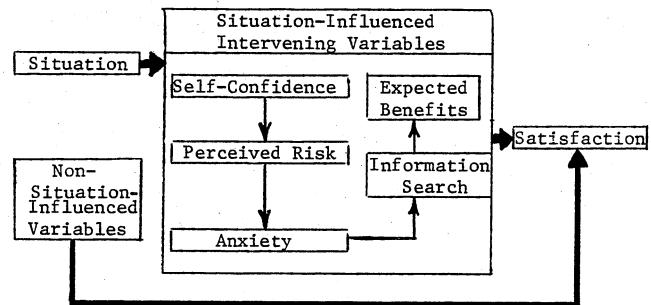 Situation-Influenced
Intervening Variables
Situation
Self-Confidence
Expected
Benefits
Satisfaction
Perceived Risk
Information
Search
Non-
Situation-
Influenced
Variables
Anxiety